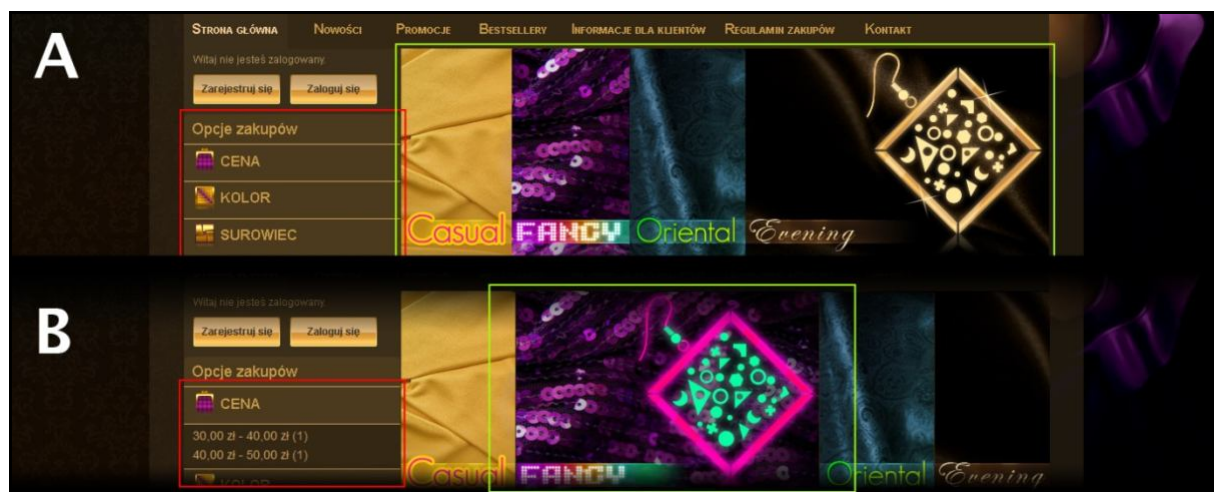 A
Strona główna Nowości Promocje Bestsellery Informacje dla klientów Regulamin zakupów Kontakt
Witaj nie jesteś zalogowany.
Zarejestruj się Zaloguj się
Opcje zakupów
CENA
KOLOR
SUROWIEC
Casual FANCY Oriental Evening
B
Witaj nie jesteś zalogowany.
Zarejestruj się Zaloguj się
Opcje zakupów
CENA
30,00 zł - 40,00 zł (1)
40,00 zł - 50,00 zł (1)
KOLOR
Casual FANCY Oriental Evening